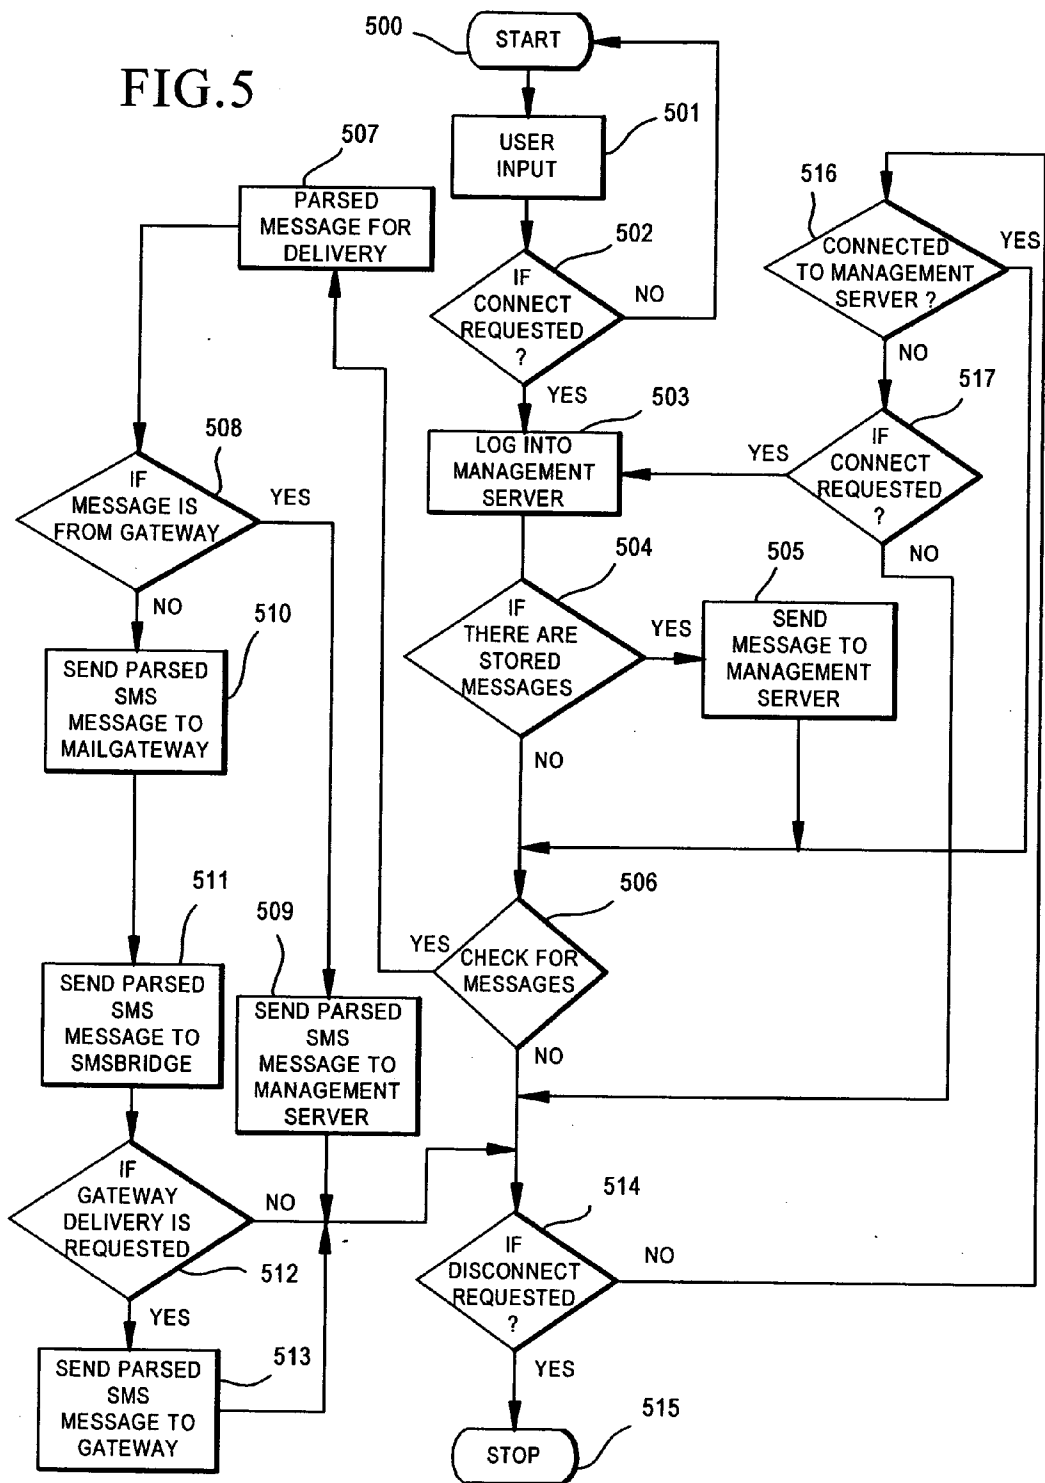 FIG.5
500
START
501
USER
INPUT
502
IF
CONNECT
REQUESTED
?
NO
YES
503
LOG INTO
MANAGEMENT
SERVER
504
IF
THERE ARE
STORED
MESSAGES
YES
NO
505
SEND
MESSAGE TO
MANAGEMENT
SERVER
506
CHECK FOR
MESSAGES
YES
NO
507
PARSED
MESSAGE FOR
DELIVERY
508
IF
MESSAGE IS
FROM GATEWAY
YES
NO
509
SEND PARSED
SMS
MESSAGE TO
MANAGEMENT
SERVER
510
SEND PARSED
SMS
MESSAGE TO
MAILGATEWAY
511
SEND PARSED
SMS
MESSAGE TO
SMSBRIDGE
IF
GATEWAY
DELIVERY IS
REQUESTED
512
NO
YES
513
SEND PARSED
SMS
MESSAGE TO
GATEWAY
514
IF
DISCONNECT
REQUESTED
?
NO
YES
515
STOP
516
CONNECTED
TO MANAGEMENT
SERVER ?
YES
NO
517
IF
CONNECT
REQUESTED
?
YES
NO